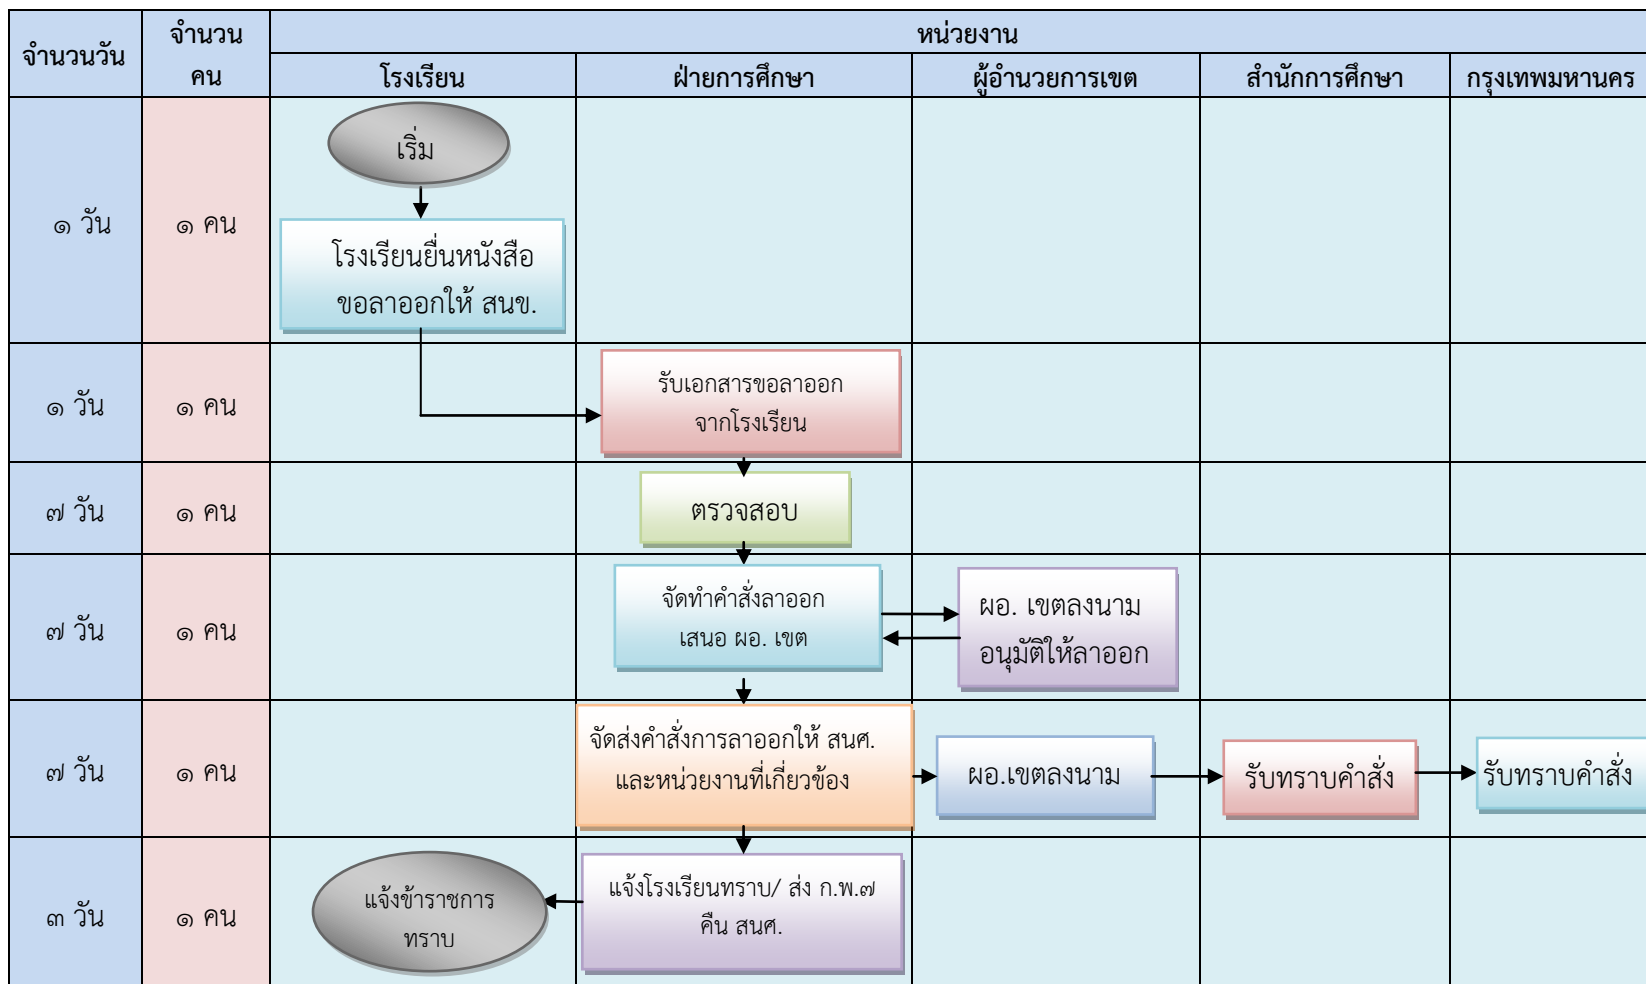 จำนวนวัน
จำนวน
คน
หน่วยงาน
โรงเรียน
ฝ่ายการศึกษา
ผู้อำนวยการเขต
สำนักการศึกษา
กรุงเทพมหานคร
๑ วัน
๑ คน
เริ่ม
โรงเรียนยื่นหนังสือ
ขอลาออกให้ สนข.
๑ วัน
๑ คน
รับเอกสารขอลาออก
จากโรงเรียน
๗ วัน
๑ คน
ตรวจสอบ
๗ วัน
๑ คน
จัดทำคำสั่งลาออก
เสนอ ผอ. เขต
ผอ. เขตลงนาม
อนุมัติให้ลาออก
๗ วัน
๑ คน
จัดส่งคำสั่งการลาออกให้ สนศ.
และหน่วยงานที่เกี่ยวข้อง
ผอ.เขตลงนาม
รับทราบคำสั่ง
รับทราบคำสั่ง
๓ วัน
๑ คน
แจ้งข้าราชการ
ทราบ
แจ้งโรงเรียนทราบ/ ส่ง ก.พ.๗
คืน สนศ.